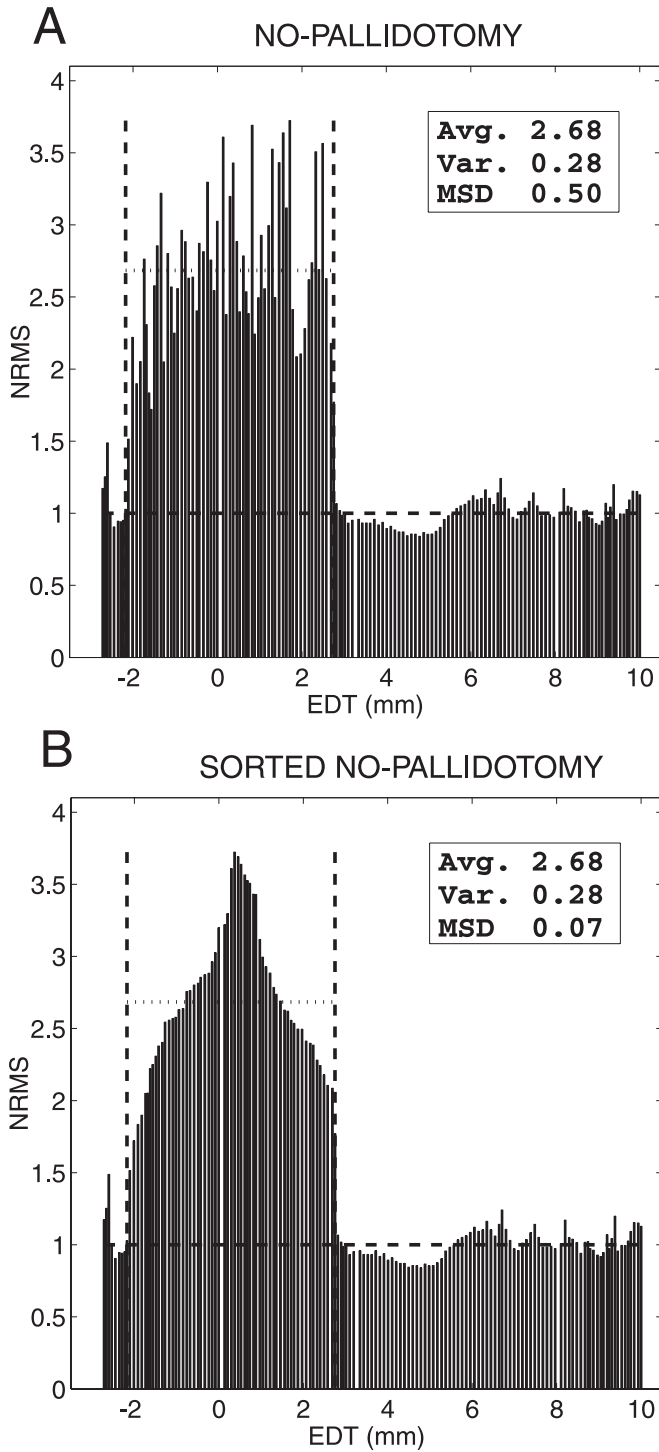 A
NO-PALLIDOTOMY
4
3.5
3
2.5
2
1.5
1
0.5
0
NRMS
Avg. 2.68
Var. 0.28
MSD 0.50
-2 0 2 4 6 8 10
EDT (mm)
B
SORTED NO-PALLIDOTOMY
4
3.5
3
2.5
2
1.5
1
0.5
0
NRMS
Avg. 2.68
Var. 0.28
MSD 0.07
-2 0 2 4 6 8 10
EDT (mm)